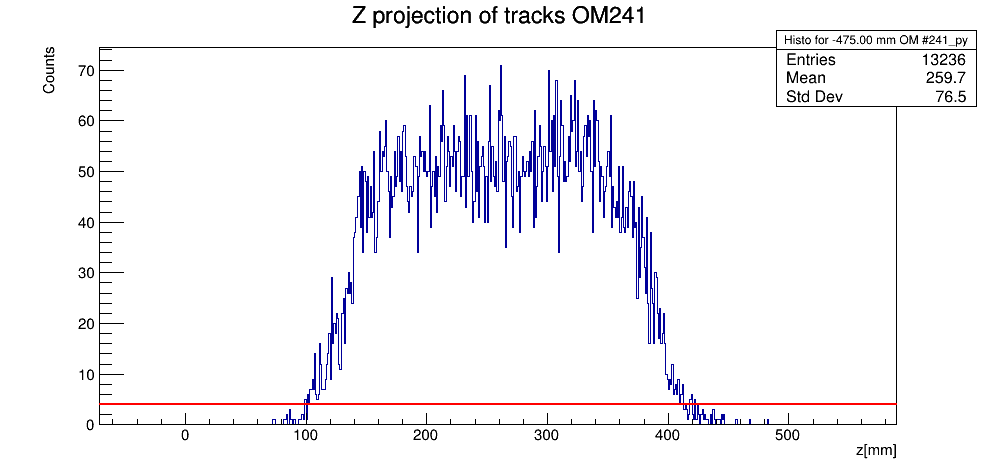 Z projection of tracks OM241
Histo for -475.00 mm OM #241_py
Entries 13236
Mean 259.7
Std Dev 76.5
Counts
70
60
50
40
30
20
10
0
0 100 200 300 400 500
z[mm]